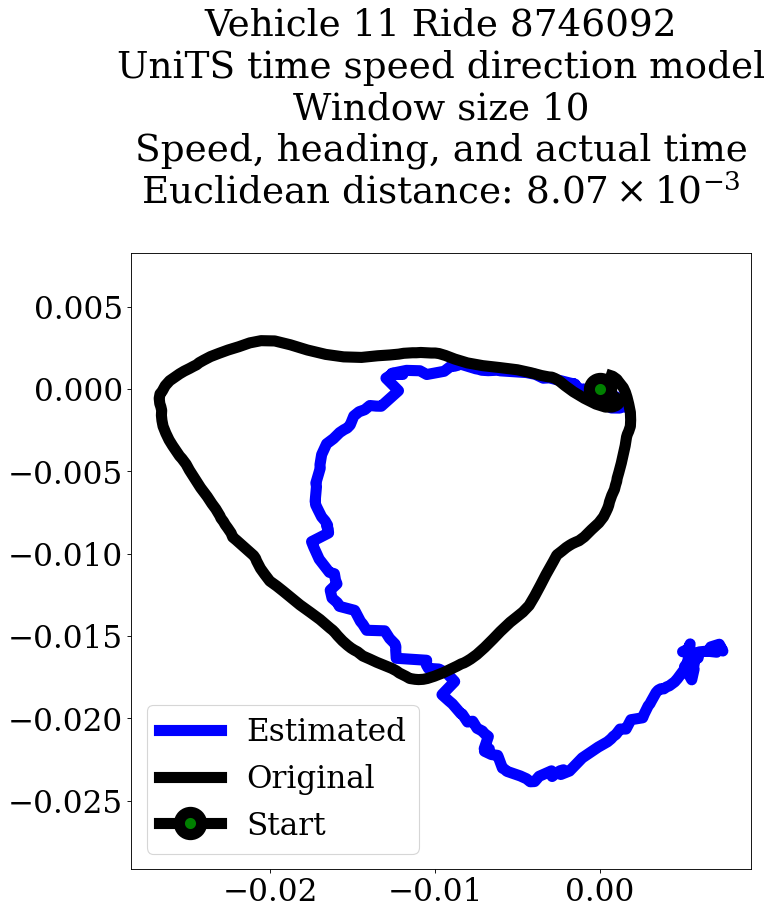 Vehicle 11 Ride 8746092
UniTS time speed direction model
Window size 10
Speed, heading, and actual time
Euclidean distance: 8.07 × 10⁻³
0.005
0.000
−0.005
−0.010
−0.015
−0.020
−0.025
Estimated
Original
Start
−0.02
−0.01
0.00